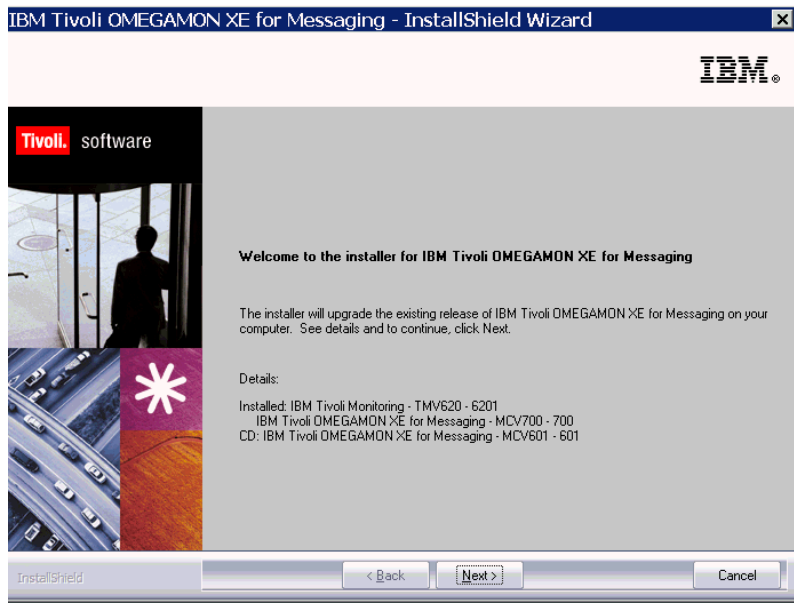 IBM Tivoli OMEGAMON XE for Messaging - InstallShield Wizard
IBM®
Tivoli. software
Welcome to the installer for IBM Tivoli OMEGAMON XE for Messaging
The installer will upgrade the existing release of IBM Tivoli OMEGAMON XE for Messaging on your
computer. See details and to continue, click Next.
Details:
Installed: IBM Tivoli Monitoring - TMV620 - 6201
IBM Tivoli OMEGAMON XE for Messaging - MCV700 - 700
CD: IBM Tivoli OMEGAMON XE for Messaging - MCV601 - 601
InstallShield
< Back Next > Cancel